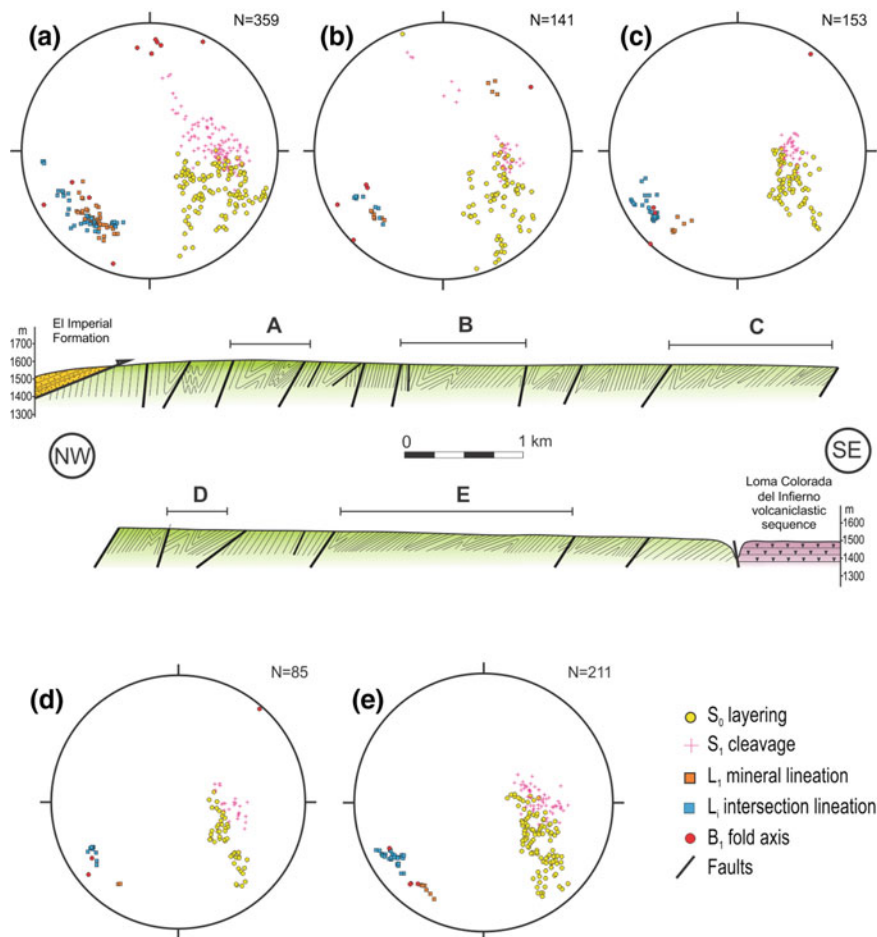 (a)
N=359
(b)
N=141
(c)
N=153
El Imperial
Formation
m
1700
1600
1500
1400
1300
A
B
C
NW
0
1 km
SE
D
E
Loma Colorada
del Infierno
volcaniclastic
sequence
m
1600
1500
1400
1300
(d)
N=85
(e)
N=211
S₀ layering
S₁ cleavage
L₁ mineral lineation
Lᵢ intersection lineation
B₁ fold axis
Faults